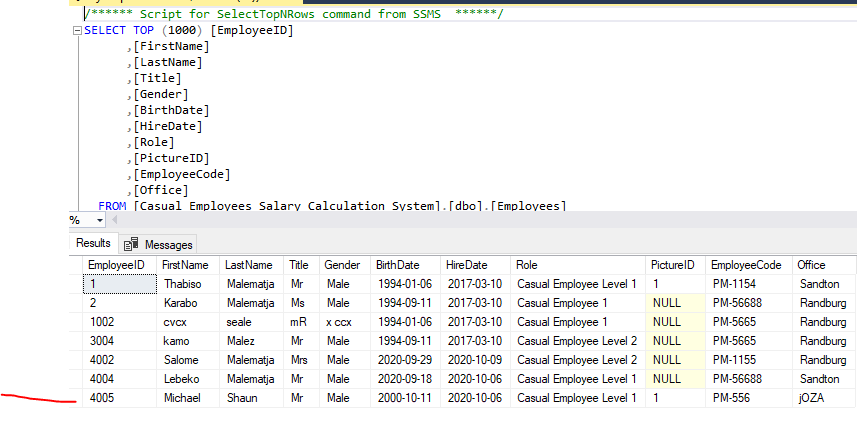 /****** Script for SelectTopNRows command from SSMS  ******/
SELECT TOP (1000) [EmployeeID]
,[FirstName]
,[LastName]
,[Title]
,[Gender]
,[BirthDate]
,[HireDate]
,[Role]
,[PictureID]
,[EmployeeCode]
,[Office]
FROM [Casual Employees Salary Calculation System].[dbo].[Employees]
%
Results Messages
EmployeeID FirstName LastName Title Gender BirthDate HireDate Role PictureID EmployeeCode Office
1 Thabiso Malematja Mr Male 1994-01-06 2017-03-10 Casual Employee Level 1 1 PM-1154 Sandton
2 Karabo Malematja Ms Male 1994-09-11 2017-03-10 Casual Employee 1 NULL PM-56688 Randburg
1002 cvcx seale mR x ccx 1994-01-06 2017-03-10 Casual Employee 1 NULL PM-5665 Randburg
3004 kamo Malez Mr Male 1994-09-11 2017-03-10 Casual Employee Level 2 NULL PM-5665 Randburg
4002 Salome Malematja Mrs Male 2020-09-29 2020-10-09 Casual Employee Level 2 NULL PM-1155 Randburg
4004 Lebeko Malematja Mr Male 2020-09-18 2020-10-06 Casual Employee Level 1 NULL PM-56688 Sandton
4005 Michael Shaun Mr Male 2000-10-11 2020-10-06 Casual Employee Level 1 1 PM-556 jOZA